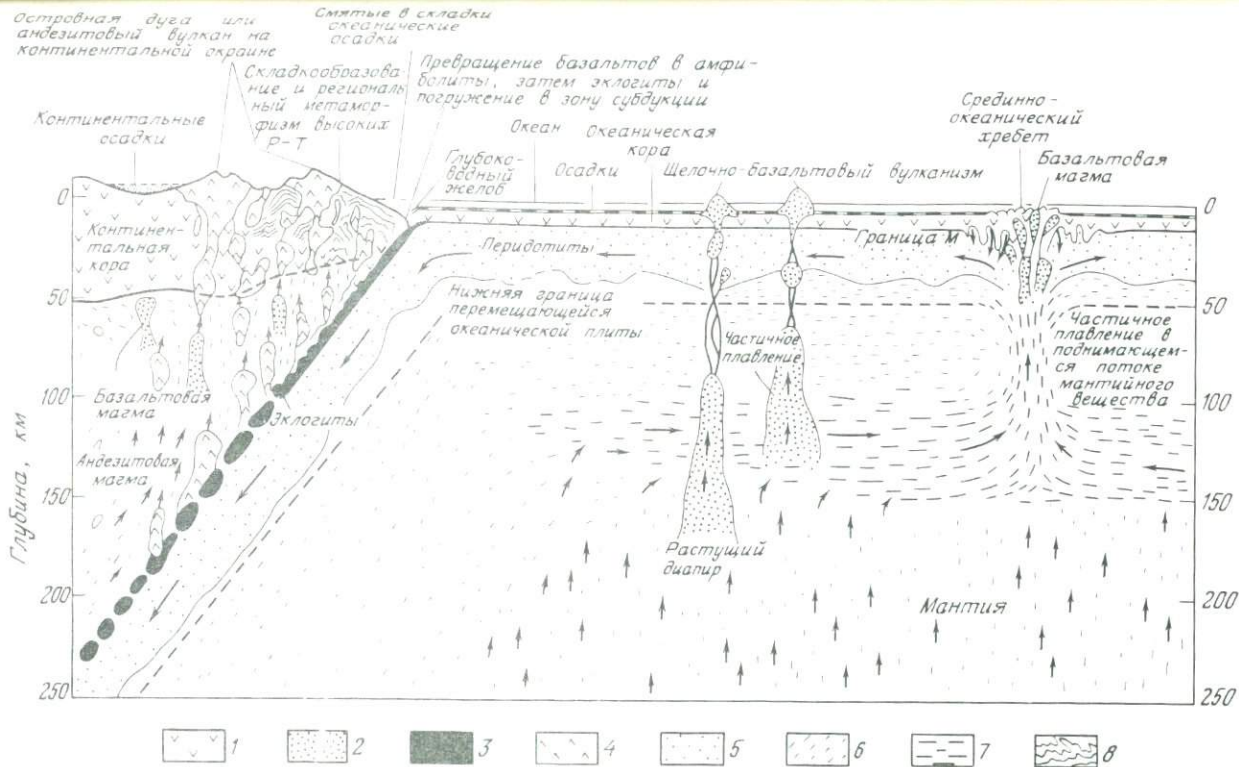 Островная дуга или
андезитовый вулкан на
континентальной окраине
Смятые в складки
океанические
осадки
Континентальные
осадки
Складкообразова-
ние и региональ
ный метамор-
физм высоких
Р-Т
Превращение базальтов в амфи-
болиты, затем эклогиты и
погружение в зону субдукции
Глубоко-
водный
желоб
Океан
Осадки
Океаническая
кора
Щелочно-базальтовый вулканизм
Срединно-
океанический
хребет
Базальтовая
магма
0
50
100
150
200
250
Глубина, км
Континен-
тальная
кора
Перидотиты
Граница М
Нижняя граница
перемещающейся
океанической плиты
Частичное
плавление
Частичное
плавление в
поднимающем-
ся потоке
мантийного
вещества
Базальтовая
магма
Эклогиты
Андезитовая
магма
Растущий
диапир
Мантия
0
50
100
150
200
250
1
2
3
4
5
6
7
8